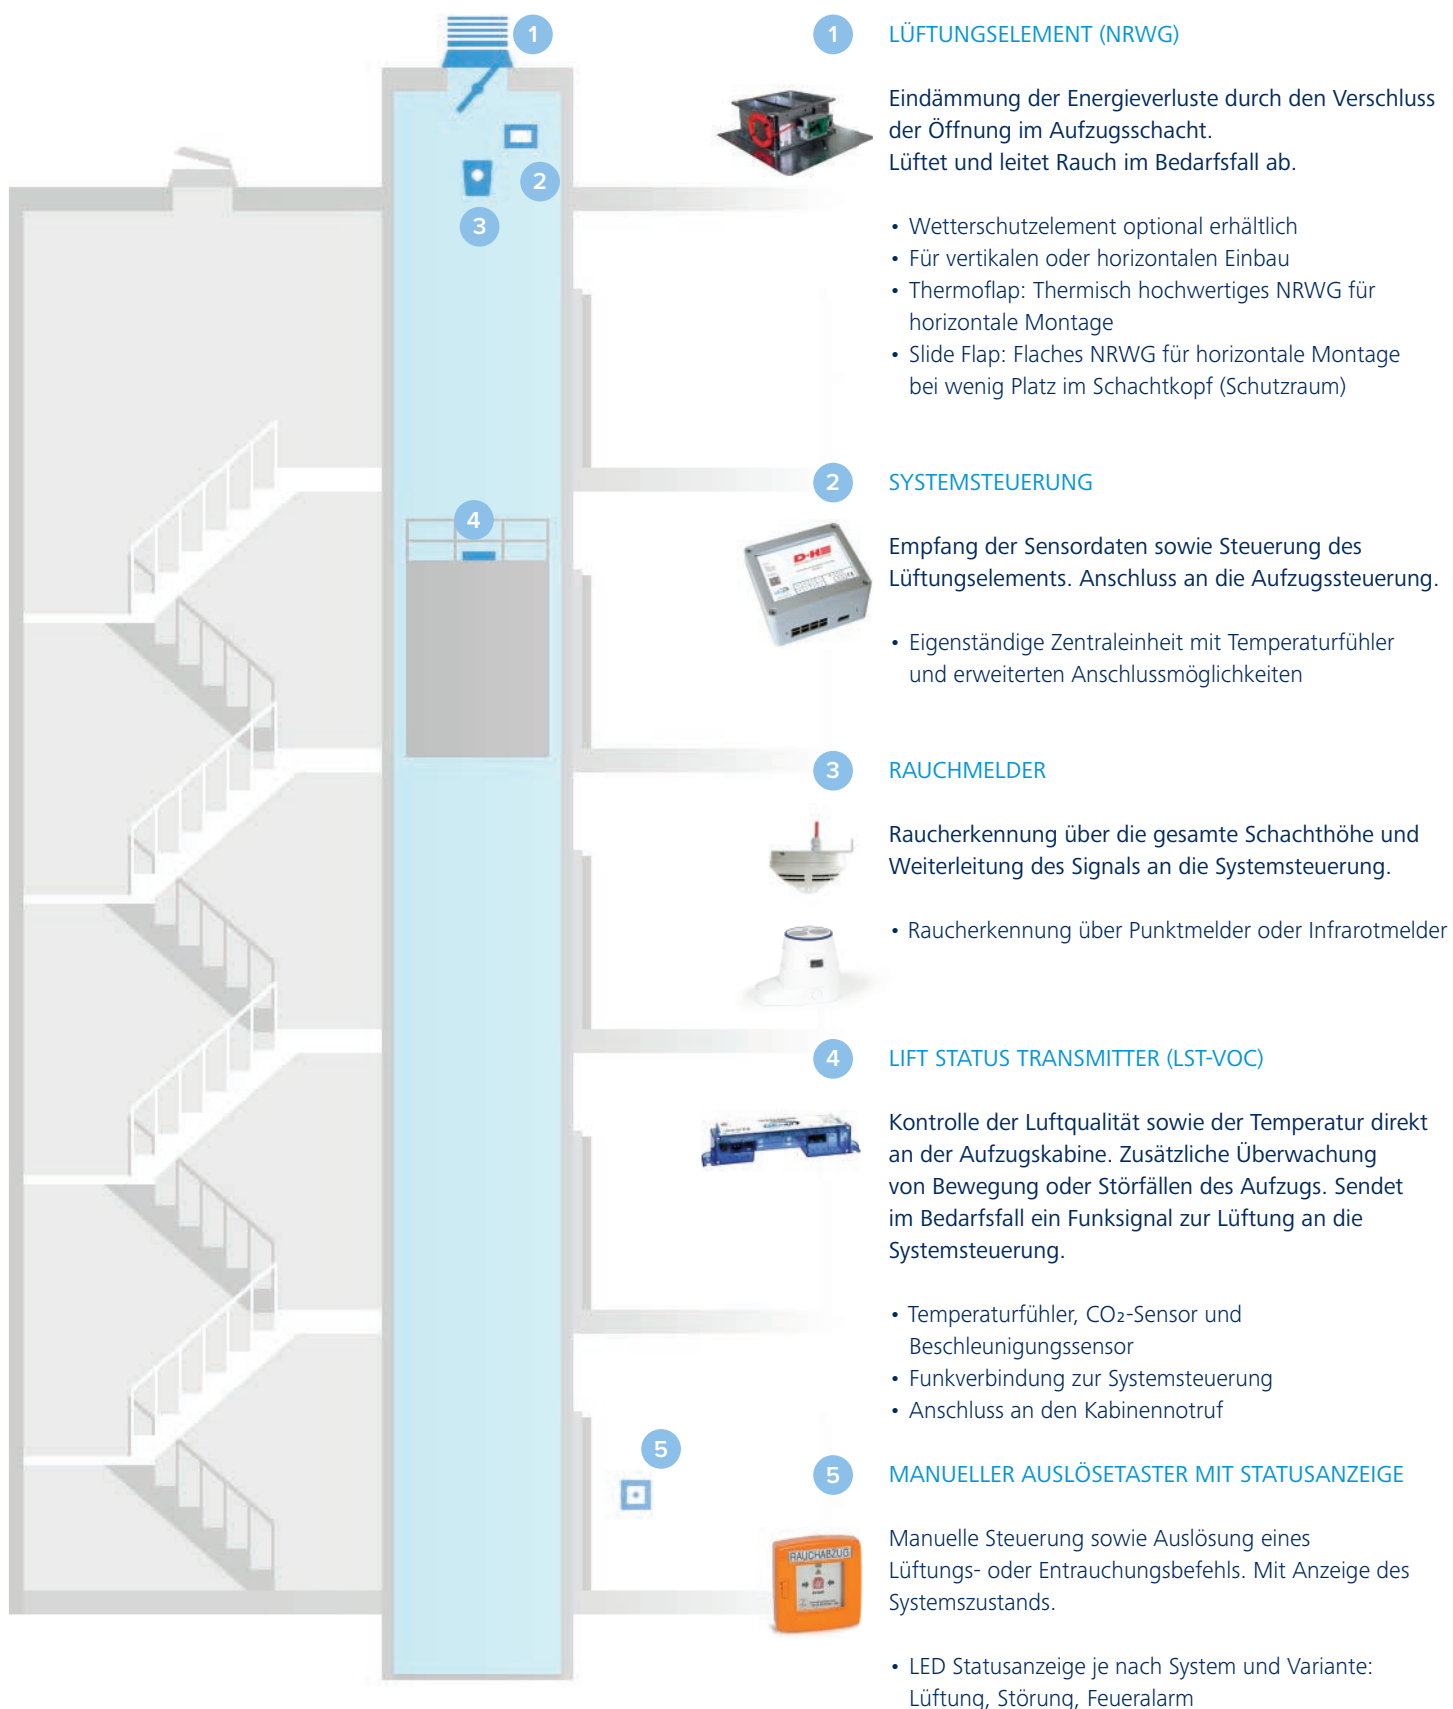 1
2
3
4
5
1 LÜFTUNGSELEMENT (NRWG)
Eindämmung der Energieverluste durch den Verschluss
der Öffnung im Aufzugsschacht.
Lüftet und leitet Rauch im Bedarfsfall ab.
• Wetterschutzelement optional erhältlich
• Für vertikalen oder horizontalen Einbau
• Thermoflap: Thermisch hochwertiges NRWG für
horizontale Montage
• Slide Flap: Flaches NRWG für horizontale Montage
bei wenig Platz im Schachtkopf (Schutzraum)
2 SYSTEMSTEUERUNG
D+H
Empfang der Sensordaten sowie Steuerung des
Lüftungselements. Anschluss an die Aufzugssteuerung.
• Eigenständige Zentraleinheit mit Temperaturfühler
und erweiterten Anschlussmöglichkeiten
3 RAUCHMELDER
Raucherkennung über die gesamte Schachthöhe und
Weiterleitung des Signals an die Systemsteuerung.
• Raucherkennung über Punktmelder oder Infrarotmelder
4 LIFT STATUS TRANSMITTER (LST-VOC)
Kontrolle der Luftqualität sowie der Temperatur direkt
an der Aufzugskabine. Zusätzliche Überwachung
von Bewegung oder Störfällen des Aufzugs. Sendet
im Bedarfsfall ein Funksignal zur Lüftung an die
Systemsteuerung.
• Temperaturfühler, CO₂-Sensor und
Beschleunigungssensor
• Funkverbindung zur Systemsteuerung
• Anschluss an den Kabinennotruf
5 MANUELLER AUSLÖSETASTER MIT STATUSANZEIGE
RAUCHABZUG
Manuelle Steuerung sowie Auslösung eines
Lüftungs- oder Entrauchungsbefehls. Mit Anzeige des
Systemszustands.
• LED Statusanzeige je nach System und Variante:
Lüftung, Störung, Feueralarm